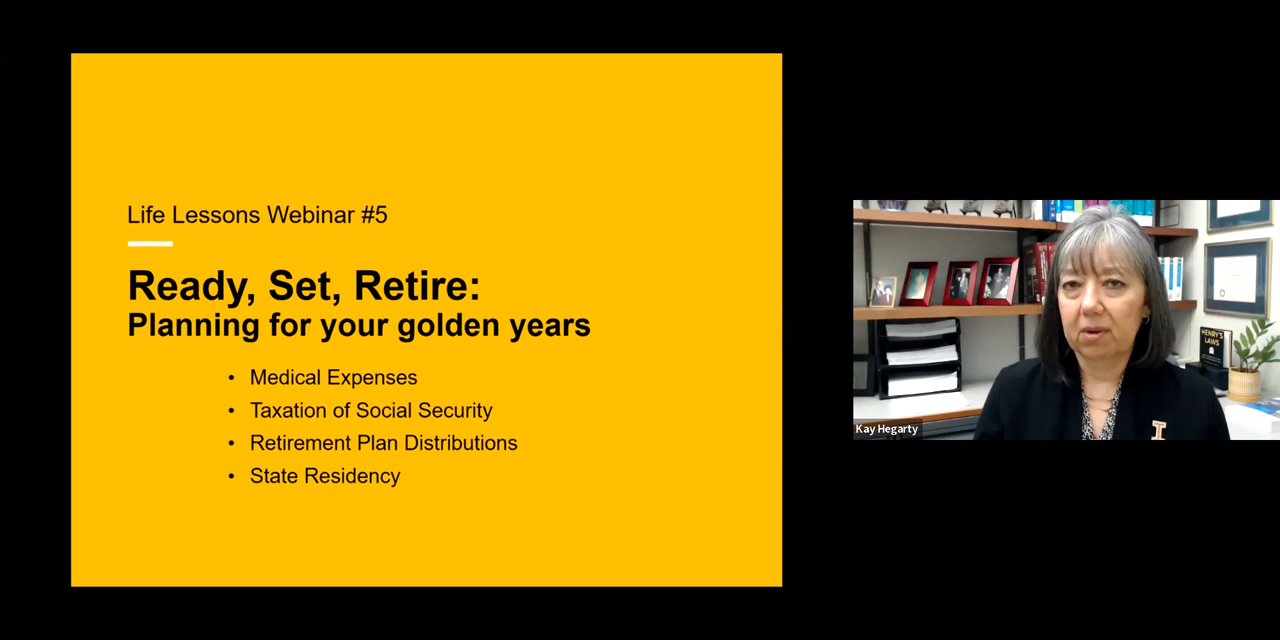 Life Lessons Webinar #5
Ready, Set, Retire:
Planning for your golden years
• Medical Expenses
• Taxation of Social Security
• Retirement Plan Distributions
• State Residency
HENRY'S
LAWS
I
Kay Hegarty